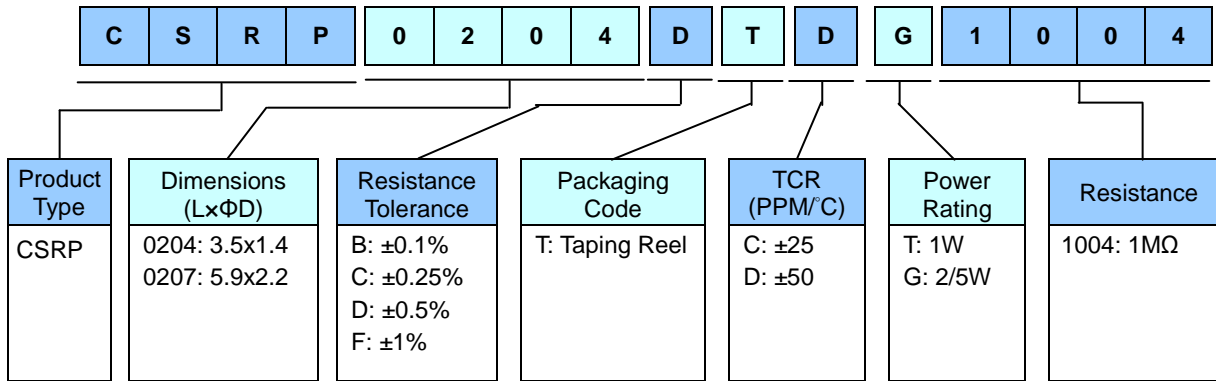 C S R P 0 2 0 4 D T D G 1 0 0 4
Product
Type
CSRP
Dimensions
(LxΦD)
0204: 3.5x1.4
0207: 5.9x2.2
Resistance
Tolerance
B: ±0.1%
C: ±0.25%
D: ±0.5%
F: ±1%
Packaging
Code
T: Taping Reel
TCR
(PPM/°C)
C: ±25
D: ±50
Power
Rating
T: 1W
G: 2/5W
Resistance
1004: 1MΩ